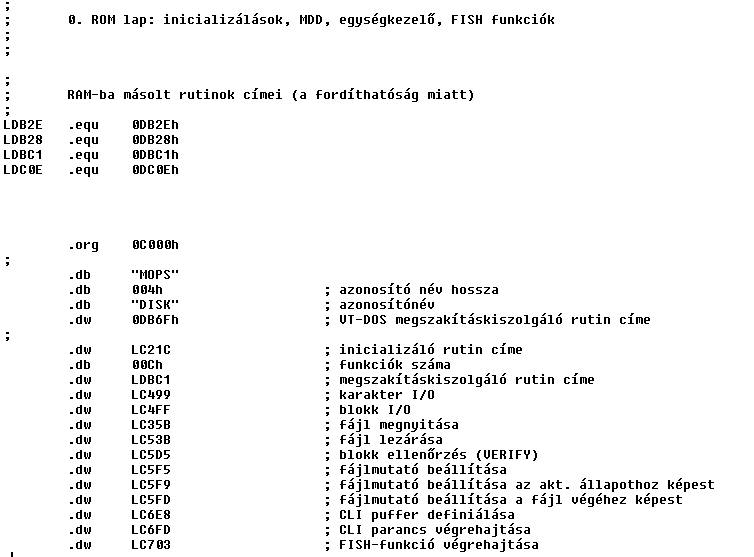 ;
;       0. ROM lap: inicializálások, MDD, egységkezelő, FISH funkciók
;
;
;
;       RAM-ba másolt rutinok címei (a fordíthatóság miatt)
;
LDB2E   .equ    0DB2Eh
LDB28   .equ    0DB28h
LDBC1   .equ    0DBC1h
LDC0E   .equ    0DC0Eh
        .org    0C000h
;
        .db     "MOPS"
        .db     004h                    ; azonosító név hossza
        .db     "DISK"                  ; azonosítónév
        .dw     0DB6Fh                  ; VT-DOS megszakításkiszolgáló rutin címe
;
        .dw     LC21C                   ; inicializáló rutin címe
        .db     00Ch                    ; funkciók száma
        .dw     LDBC1                   ; megszakításkiszolgáló rutin címe
        .dw     LC499                   ; karakter I/O
        .dw     LC4FF                   ; blokk I/O
        .dw     LC35B                   ; fájl megnyitása
        .dw     LC53B                   ; fájl lezárása
        .dw     LC5D5                   ; blokk ellenőrzés (VERIFY)
        .dw     LC5F5                   ; fájlmutató beállítása
        .dw     LC5F9                   ; fájlmutató beállítása az akt. állapothoz képest
        .dw     LC5FD                   ; fájlmutató beállítása a fájl végéhez képest
        .dw     LC6E8                   ; CLI puffer definiálása
        .dw     LC6FD                   ; CLI parancs végrehajtása
        .dw     LC703                   ; FISH-funkció végrehajtása